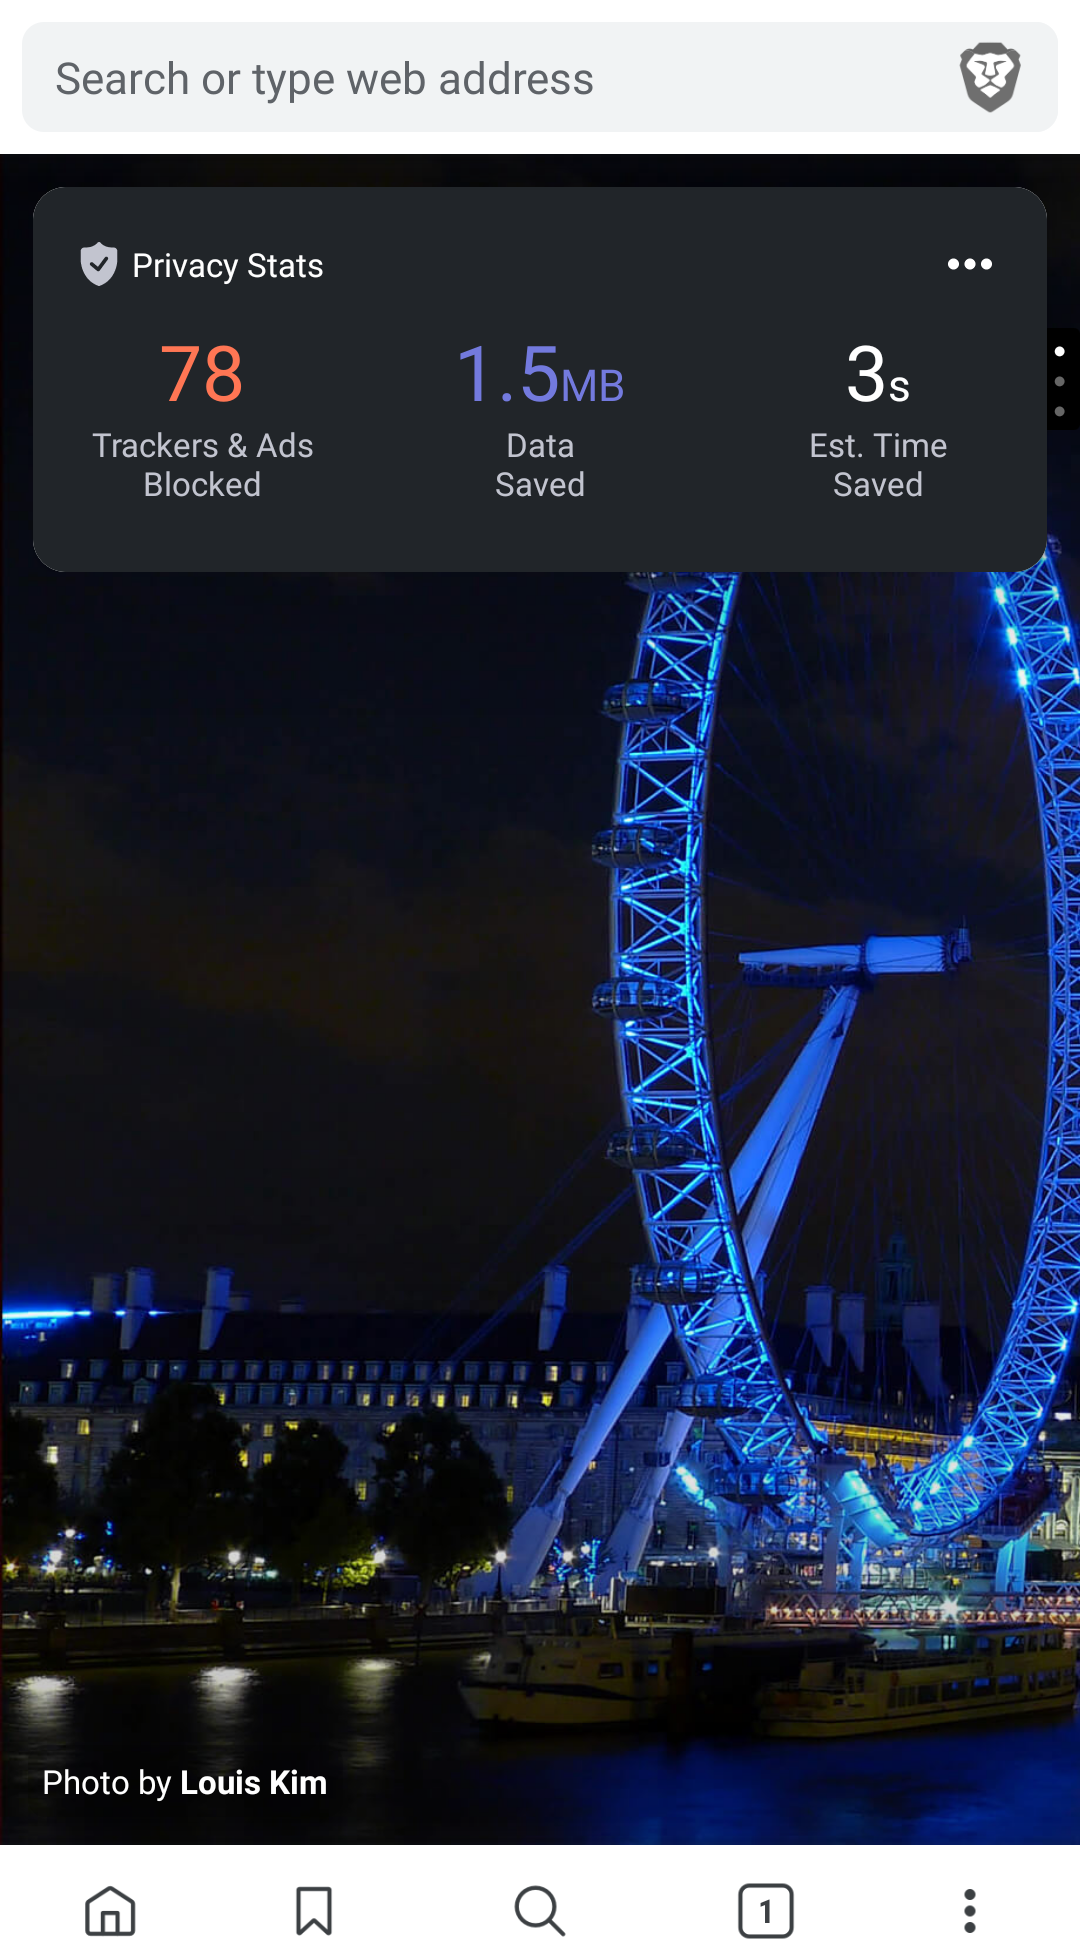 Search or type web address
Privacy Stats
78
1.5MB
3s
Trackers & Ads
Blocked
Data
Saved
Est. Time
Saved
Photo by Louis Kim
1